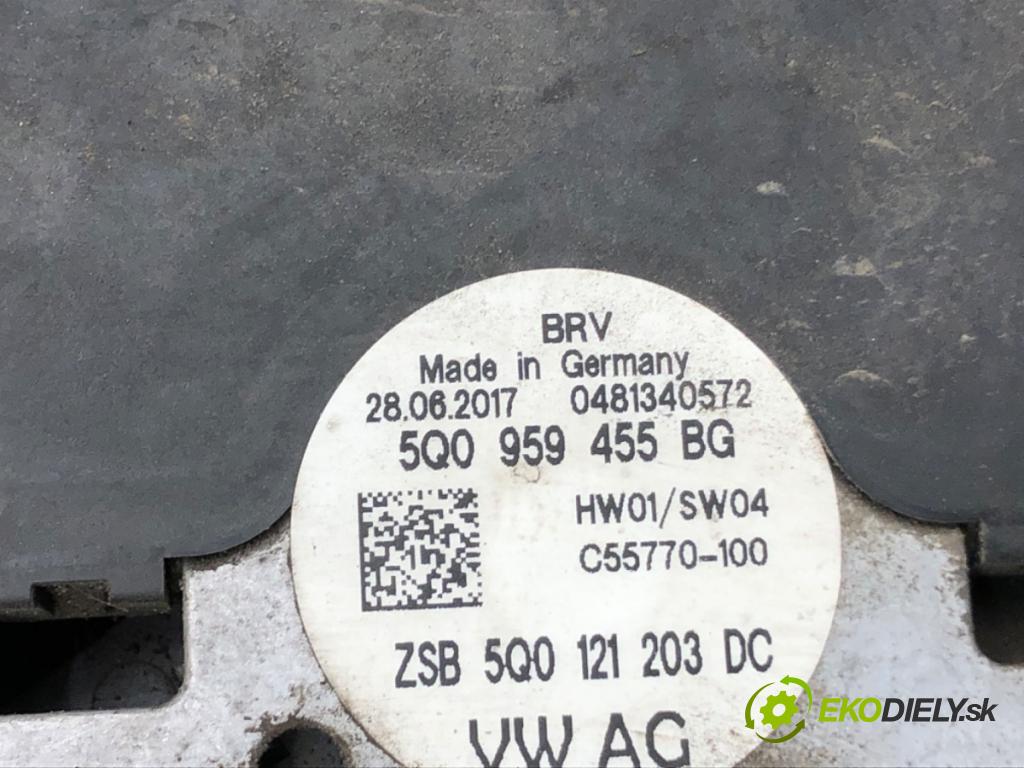 BRV
Made in Germany
28.06.2017 0481340572
5Q0 959 455 BG
HW01/SW04
C55770-100
ZSB 5Q0 121 203 DC
VW AG
EKODIELY.sk